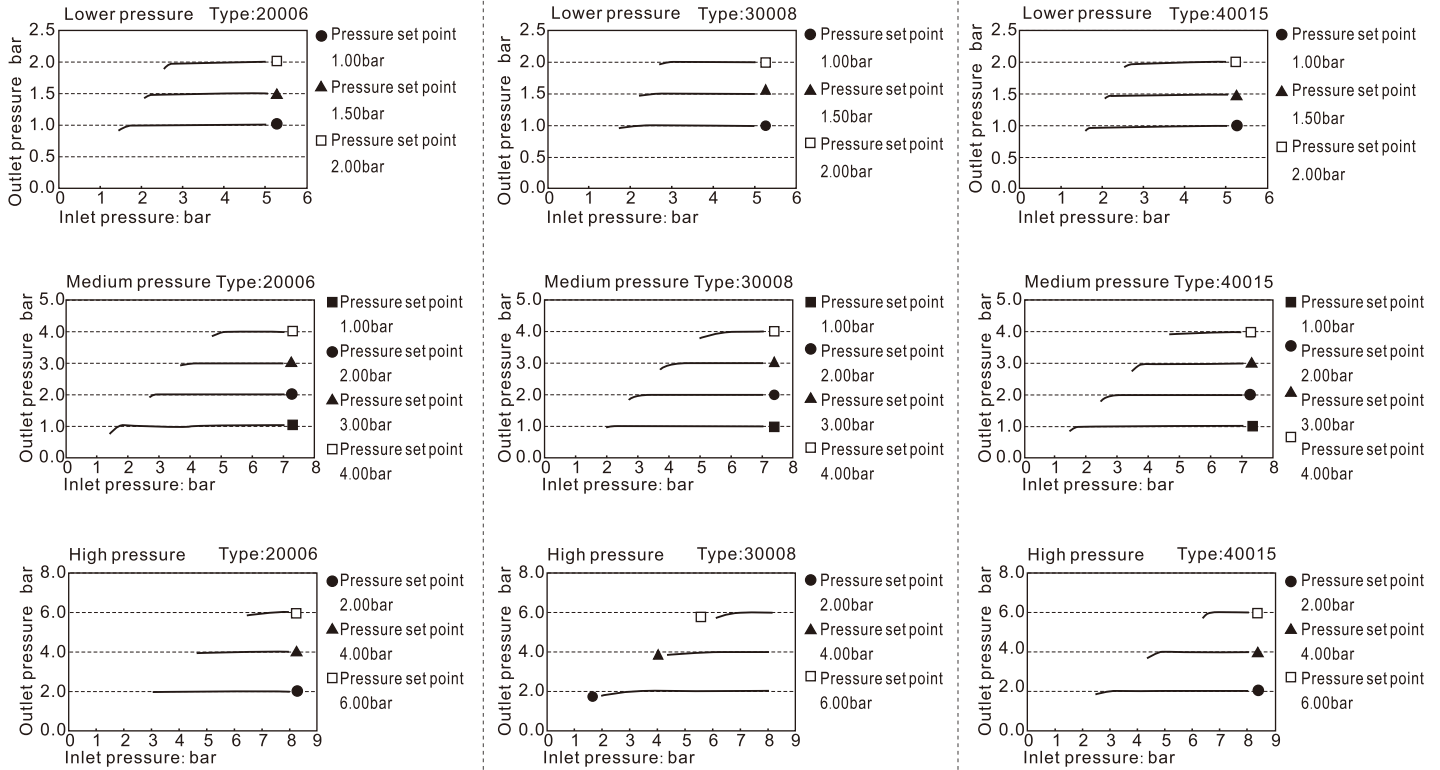 Lower pressure Type:20006
Outlet pressure bar
2.5
2.0
1.5
1.0
0.5
0.0
0 1 2 3 4 5 6
Inlet pressure: bar
Pressure set point
1.00bar
Pressure set point
1.50bar
Pressure set point
2.00bar
Lower pressure Type:30008
Outlet pressure bar
2.5
2.0
1.5
1.0
0.5
0.0
0 1 2 3 4 5 6
Inlet pressure: bar
Pressure set point
1.00bar
Pressure set point
1.50bar
Pressure set point
2.00bar
Lower pressure Type:40015
Outlet pressure bar
2.5
2.0
1.5
1.0
0.5
0.0
0 1 2 3 4 5 6
Inlet pressure: bar
Pressure set point
1.00bar
Pressure set point
1.50bar
Pressure set point
2.00bar
Medium pressure Type:20006
Outlet pressure bar
5.0
4.0
3.0
2.0
1.0
0.0
0 1 2 3 4 5 6 7 8
Inlet pressure: bar
Pressure set point
1.00bar
Pressure set point
2.00bar
Pressure set point
3.00bar
Pressure set point
4.00bar
Medium pressure Type:30008
Outlet pressure bar
5.0
4.0
3.0
2.0
1.0
0.0
0 1 2 3 4 5 6 7 8
Inlet pressure: bar
Pressure set point
1.00bar
Pressure set point
2.00bar
Pressure set point
3.00bar
Pressure set point
4.00bar
Medium pressure Type:40015
Outlet pressure bar
5.0
4.0
3.0
2.0
1.0
0.0
0 1 2 3 4 5 6 7 8
Inlet pressure: bar
Pressure set point
1.00bar
Pressure set point
2.00bar
Pressure set point
3.00bar
Pressure set point
4.00bar
High pressure Type:20006
Outlet pressure bar
8.0
6.0
4.0
2.0
0.0
0 1 2 3 4 5 6 7 8 9
Inlet pressure: bar
Pressure set point
2.00bar
Pressure set point
4.00bar
Pressure set point
6.00bar
High pressure Type:30008
Outlet pressure bar
8.0
6.0
4.0
2.0
0.0
0 1 2 3 4 5 6 7 8 9
Inlet pressure: bar
Pressure set point
2.00bar
Pressure set point
4.00bar
Pressure set point
6.00bar
High pressure Type:40015
Outlet pressure bar
8.0
6.0
4.0
2.0
0.0
0 1 2 3 4 5 6 7 8 9
Inlet pressure: bar
Pressure set point
2.00bar
Pressure set point
4.00bar
Pressure set point
6.00bar